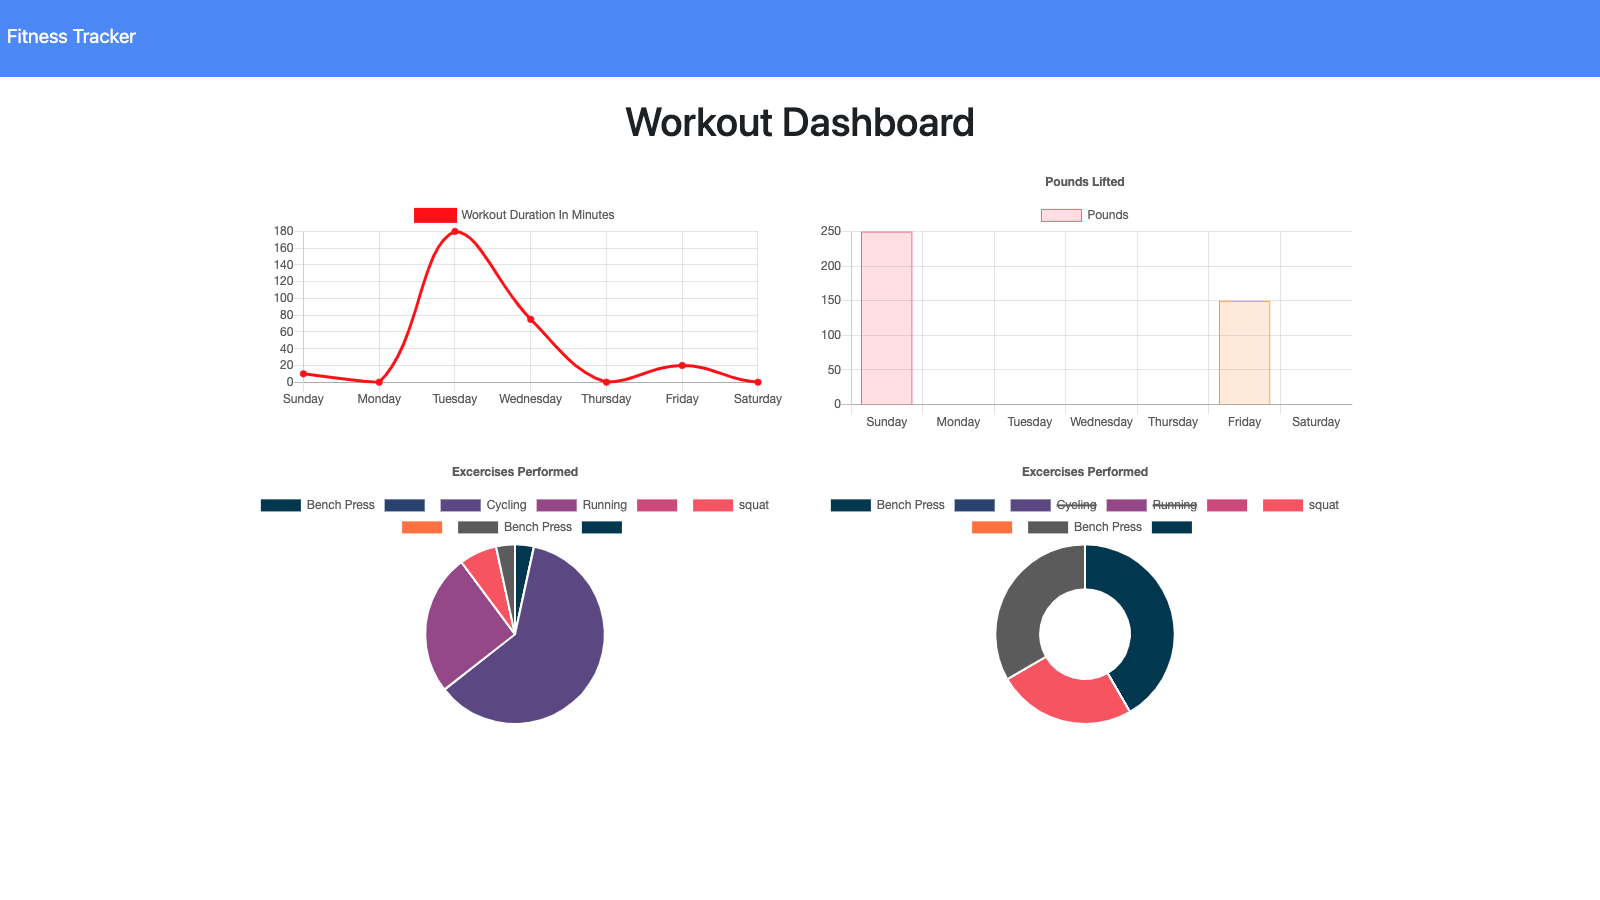 Fitness Tracker
Workout Dashboard
Workout Duration In Minutes
180
160
140
120
100
80
60
40
20
0
Sunday Monday Tuesday Wednesday Thursday Friday Saturday
Pounds Lifted
Pounds
250
200
150
100
50
0
Sunday Monday Tuesday Wednesday Thursday Friday Saturday
Excercises Performed
Bench Press Cycling Running squat
Bench Press
Excercises Performed
Bench Press Cycling Running squat
Bench Press